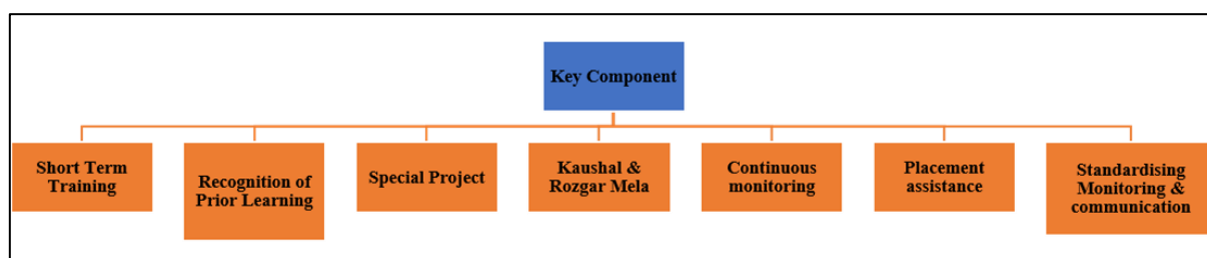 Key Component
Short Term
Training
Recognition of
Prior Learning
Special Project
Kaushal &
Rozgar Mela
Continuous
monitoring
Placement
assistance
Standardising
Monitoring &
communication